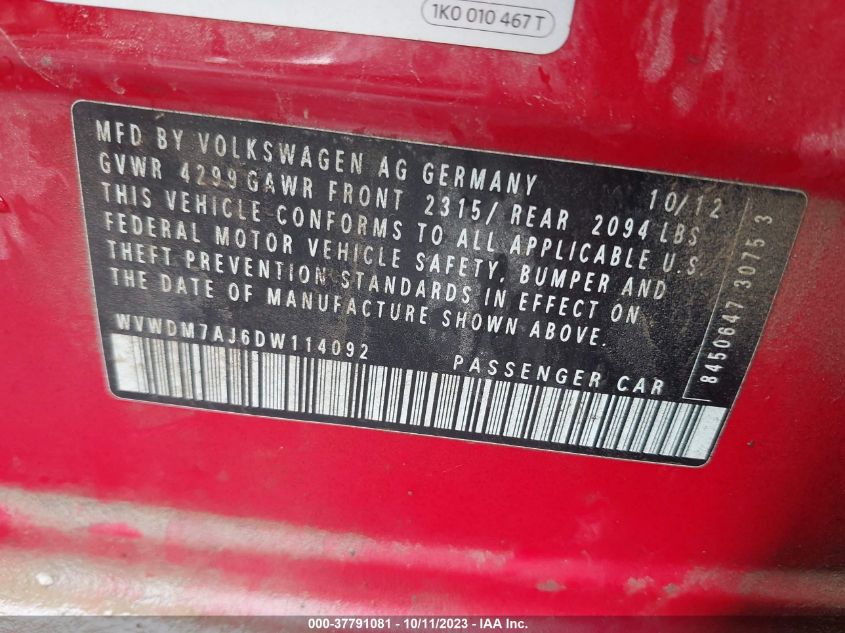 1K0 010 467 T
MFD BY VOLKSWAGEN AG GERMANY 10/12
GVWR 4299 GAWR FRONT 2315/ REAR 2094 LBS
THIS VEHICLE CONFORMS TO ALL APPLICABLE U.S
FEDERAL MOTOR VEHICLE SAFETY, BUMPER AND
THEFT PREVENTION STANDARDS IN EFFECT ON
THE DATE OF MANUFACTURE SHOWN ABOVE.
WVWDM7AJ6DW114092
PASSENGER CAR
8450647 3075 3
000-37791081 - 10/11/2023 - IAA Inc.